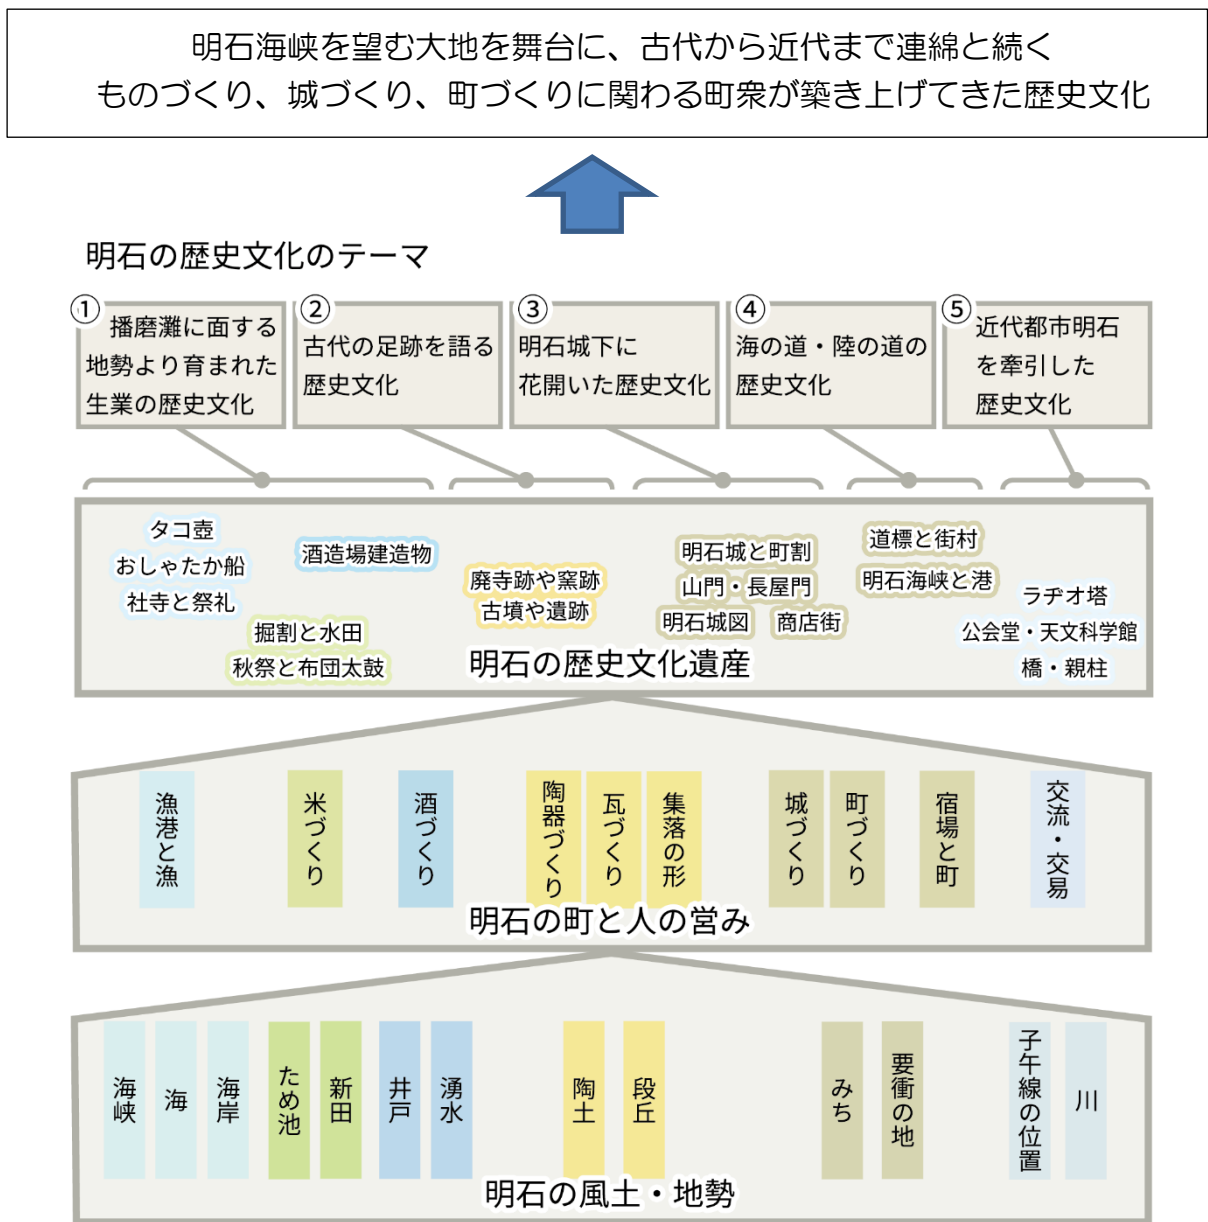 明石海峡を望む大地を舞台に、古代から近代まで連綿と続く
ものづくり、城づくり、町づくりに関わる町衆が築き上げてきた歴史文化
明石の歴史文化のテーマ
①
播磨灘に面する
地勢より育まれた
生業の歴史文化
②
古代の足跡を語る
歴史文化
③
明石城下に
花開いた歴史文化
④
海の道・陸の道の
歴史文化
⑤
近代都市明石
を牽引した
歴史文化
タコ壺
おしゃたか船
社寺と祭礼
酒造場建造物
掘割と水田
秋祭と布団太鼓
廃寺跡や窯跡
古墳や遺跡
明石城と町割
山門・長屋門
明石城図 商店街
道標と街村
明石海峡と港
ラヂオ塔
公会堂・天文科学館
橋・親柱
明石の歴史文化遺産
漁港と漁
米づくり
酒づくり
陶器づくり
瓦づくり
集落の形
城づくり
町づくり
宿場と町
交流・交易
明石の町と人の営み
海峡
海
海岸
ため池
新田
井戸
湧水
陶土
段丘
みち
要衝の地
子午線の位置
川
明石の風土・地勢